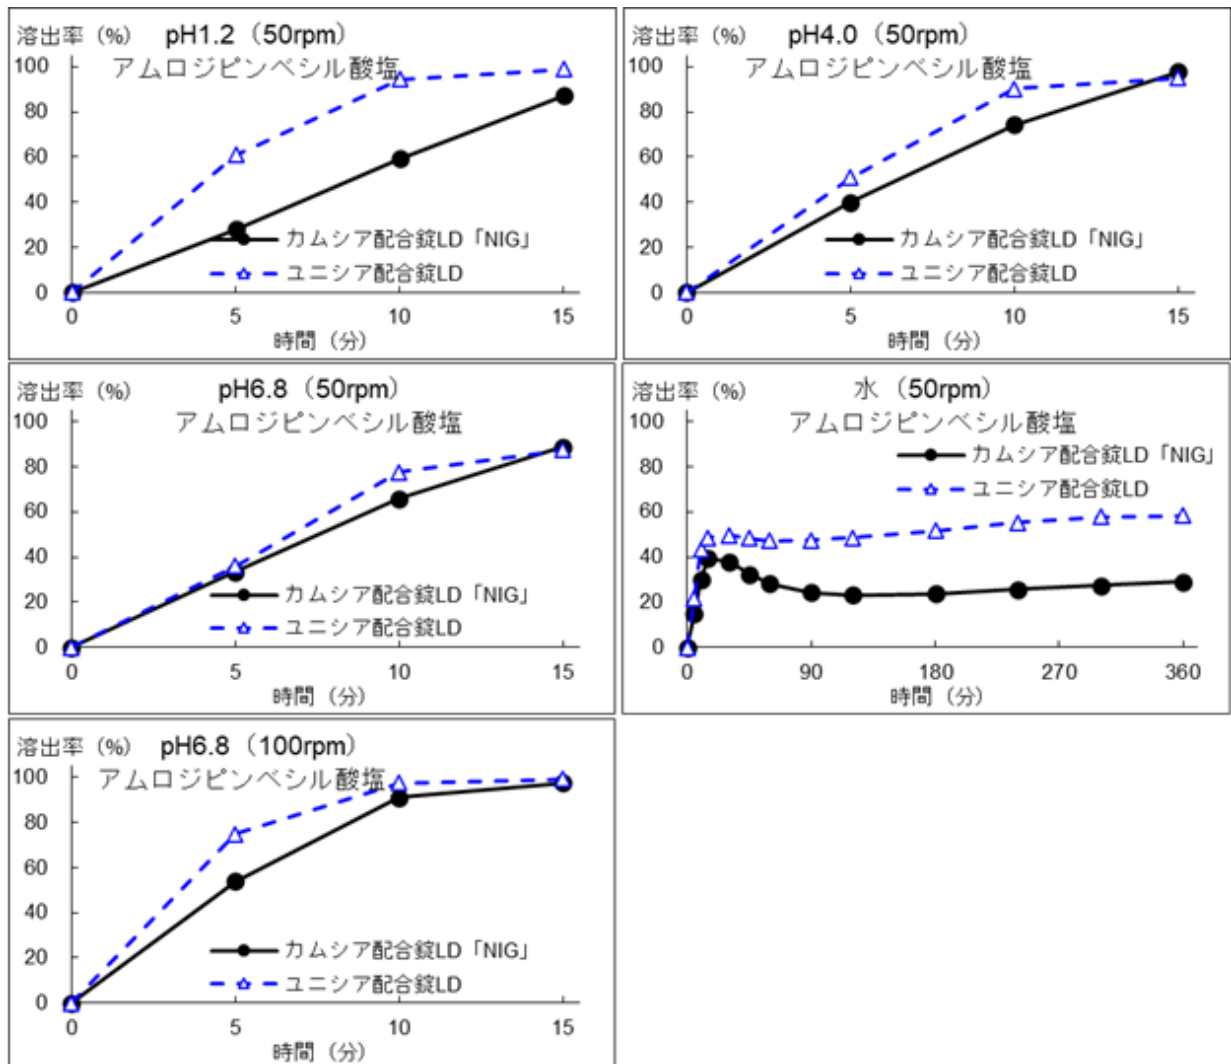 溶出率（%） pH1.2（50rpm）
アムロジピンベシル酸塩
100
80
60
40
20
0
カムシア配合錠LD「NIG」
ユニシア配合錠LD
0 5 10 15
時間（分）
溶出率（%） pH4.0（50rpm）
アムロジピンベシル酸塩
100
80
60
40
20
0
カムシア配合錠LD「NIG」
ユニシア配合錠LD
0 5 10 15
時間（分）
溶出率（%） pH6.8（50rpm）
アムロジピンベシル酸塩
100
80
60
40
20
0
カムシア配合錠LD「NIG」
ユニシア配合錠LD
0 5 10 15
時間（分）
溶出率（%） 水（50rpm）
アムロジピンベシル酸塩
カムシア配合錠LD「NIG」
ユニシア配合錠LD
100
80
60
40
20
0
0 90 180 270 360
時間（分）
溶出率（%） pH6.8（100rpm）
アムロジピンベシル酸塩
100
80
60
40
20
0
カムシア配合錠LD「NIG」
ユニシア配合錠LD
0 5 10 15
時間（分）